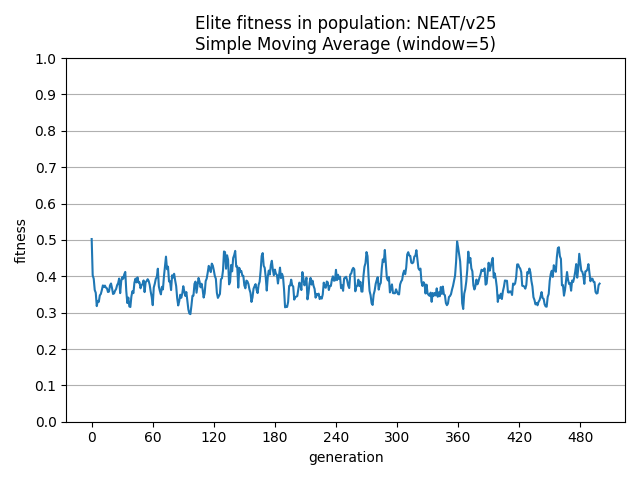 Elite fitness in population: NEAT/v25
Simple Moving Average (window=5)
1.0
0.9
0.8
0.7
0.6
0.5
0.4
0.3
0.2
0.1
0.0
fitness
0 60 120 180 240 300 360 420 480
generation